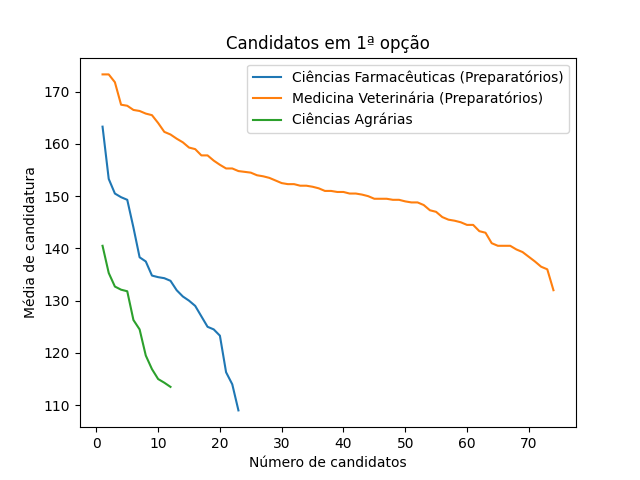 Candidatos em 1ª opção
Ciências Farmacêuticas (Preparatórios)
Medicina Veterinária (Preparatórios)
Ciências Agrárias
Média de candidatura
170
160
150
140
130
120
110
0 10 20 30 40 50 60 70
Número de candidatos